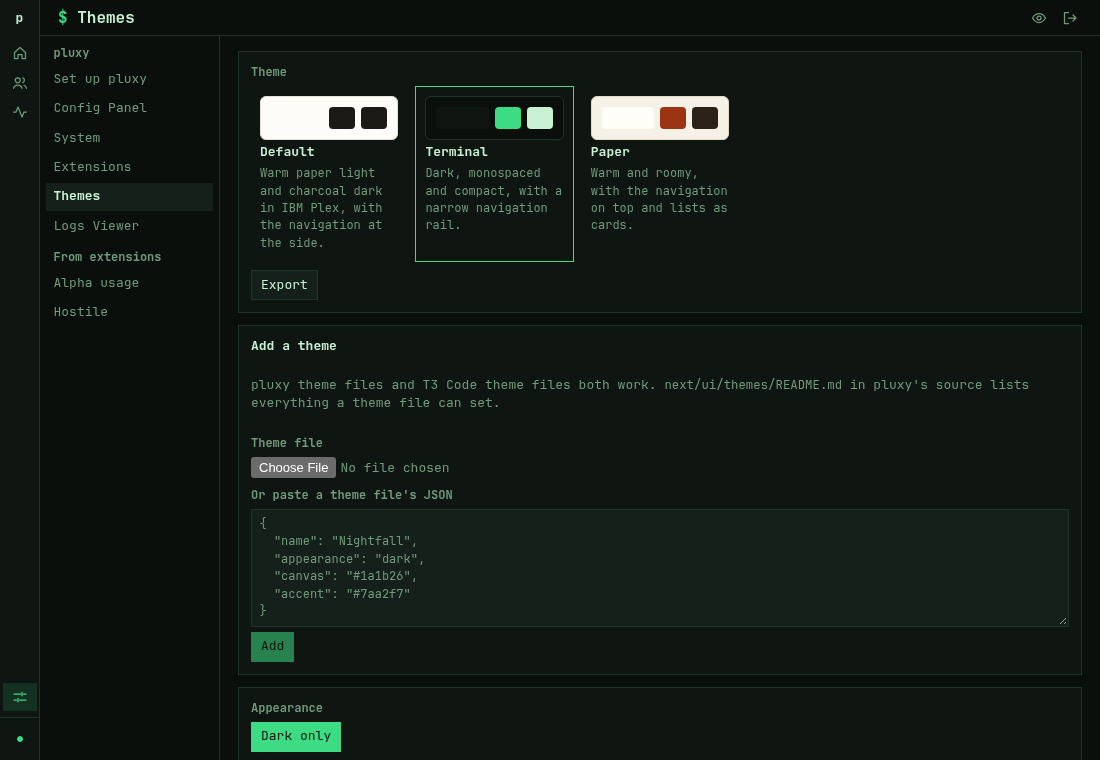 p
$ Themes
pluxy
Set up pluxy
Config Panel
System
Extensions
Themes
Logs Viewer
From extensions
Alpha usage
Hostile
Theme
Default
Warm paper light
and charcoal dark
in IBM Plex, with
the navigation at
the side.
Terminal
Dark, monospaced
and compact, with a
narrow navigation
rail.
Paper
Warm and roomy,
with the navigation
on top and lists as
cards.
Export
Add a theme
pluxy theme files and T3 Code theme files both work. next/ui/themes/README.md in pluxy's source lists
everything a theme file can set.
Theme file
Choose File No file chosen
Or paste a theme file's JSON
{
"name": "Nightfall",
"appearance": "dark",
"canvas": "#1a1b26",
"accent": "#7aa2f7"
}
Add
Appearance
Dark only